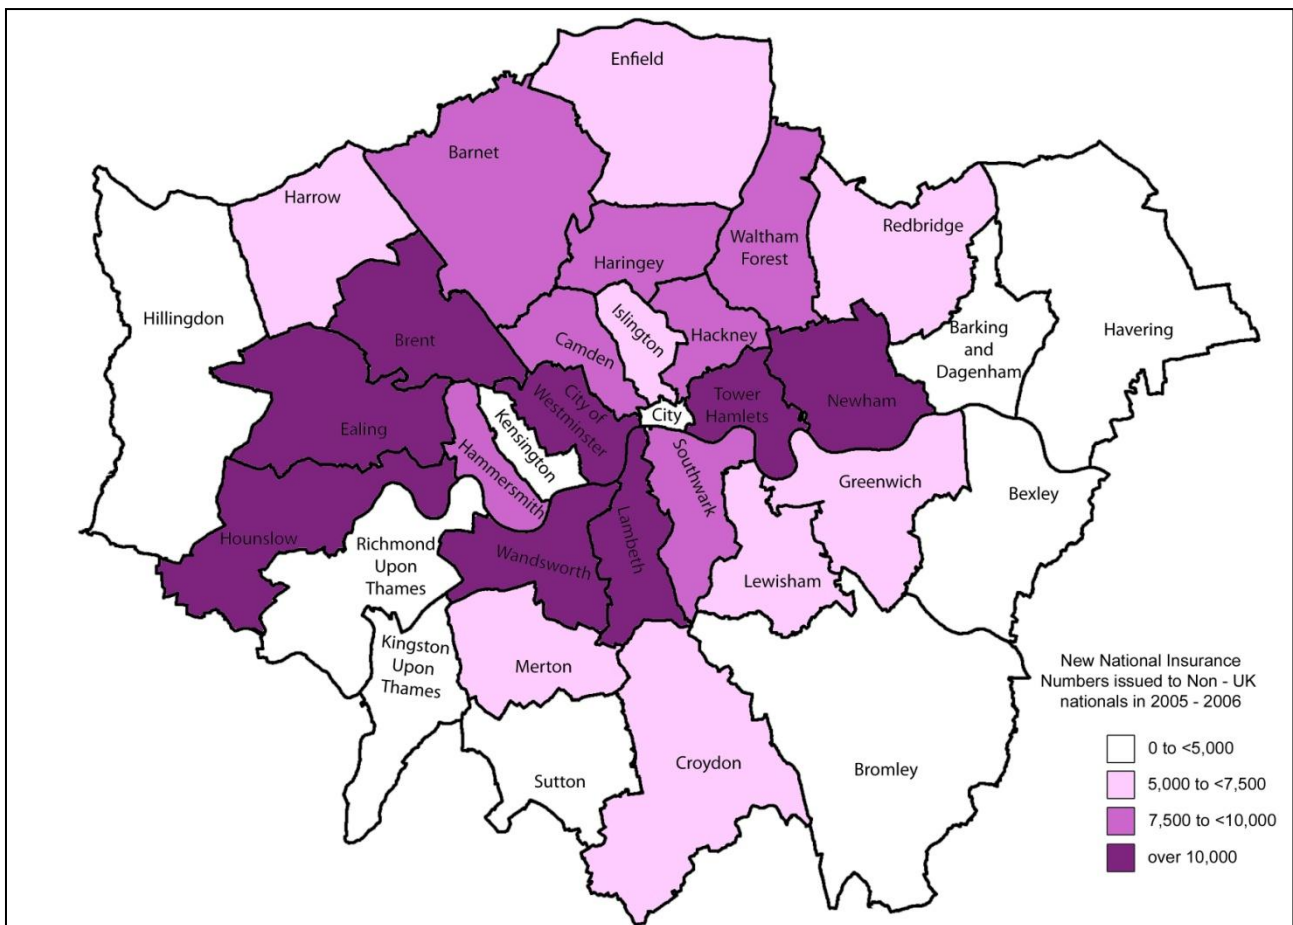 Enfield
Barnet
Harrow
Redbridge
Waltham
Forest
Haringey
Hillingdon
Islington
Hackney
Barking
and
Dagenham
Havering
Brent
Camden
City of
Westminster
Tower
Hamlets
Newham
City
Ealing
Kensington
Hammersmith
Southwark
Greenwich
Bexley
Hounslow
Richmond
Upon
Thames
Wandsworth
Lambeth
Lewisham
Kingston
Upon
Thames
Merton
Sutton
Croydon
Bromley
New National Insurance
Numbers issued to Non - UK
nationals in 2005 - 2006
0 to <5,000
5,000 to <7,500
7,500 to <10,000
over 10,000